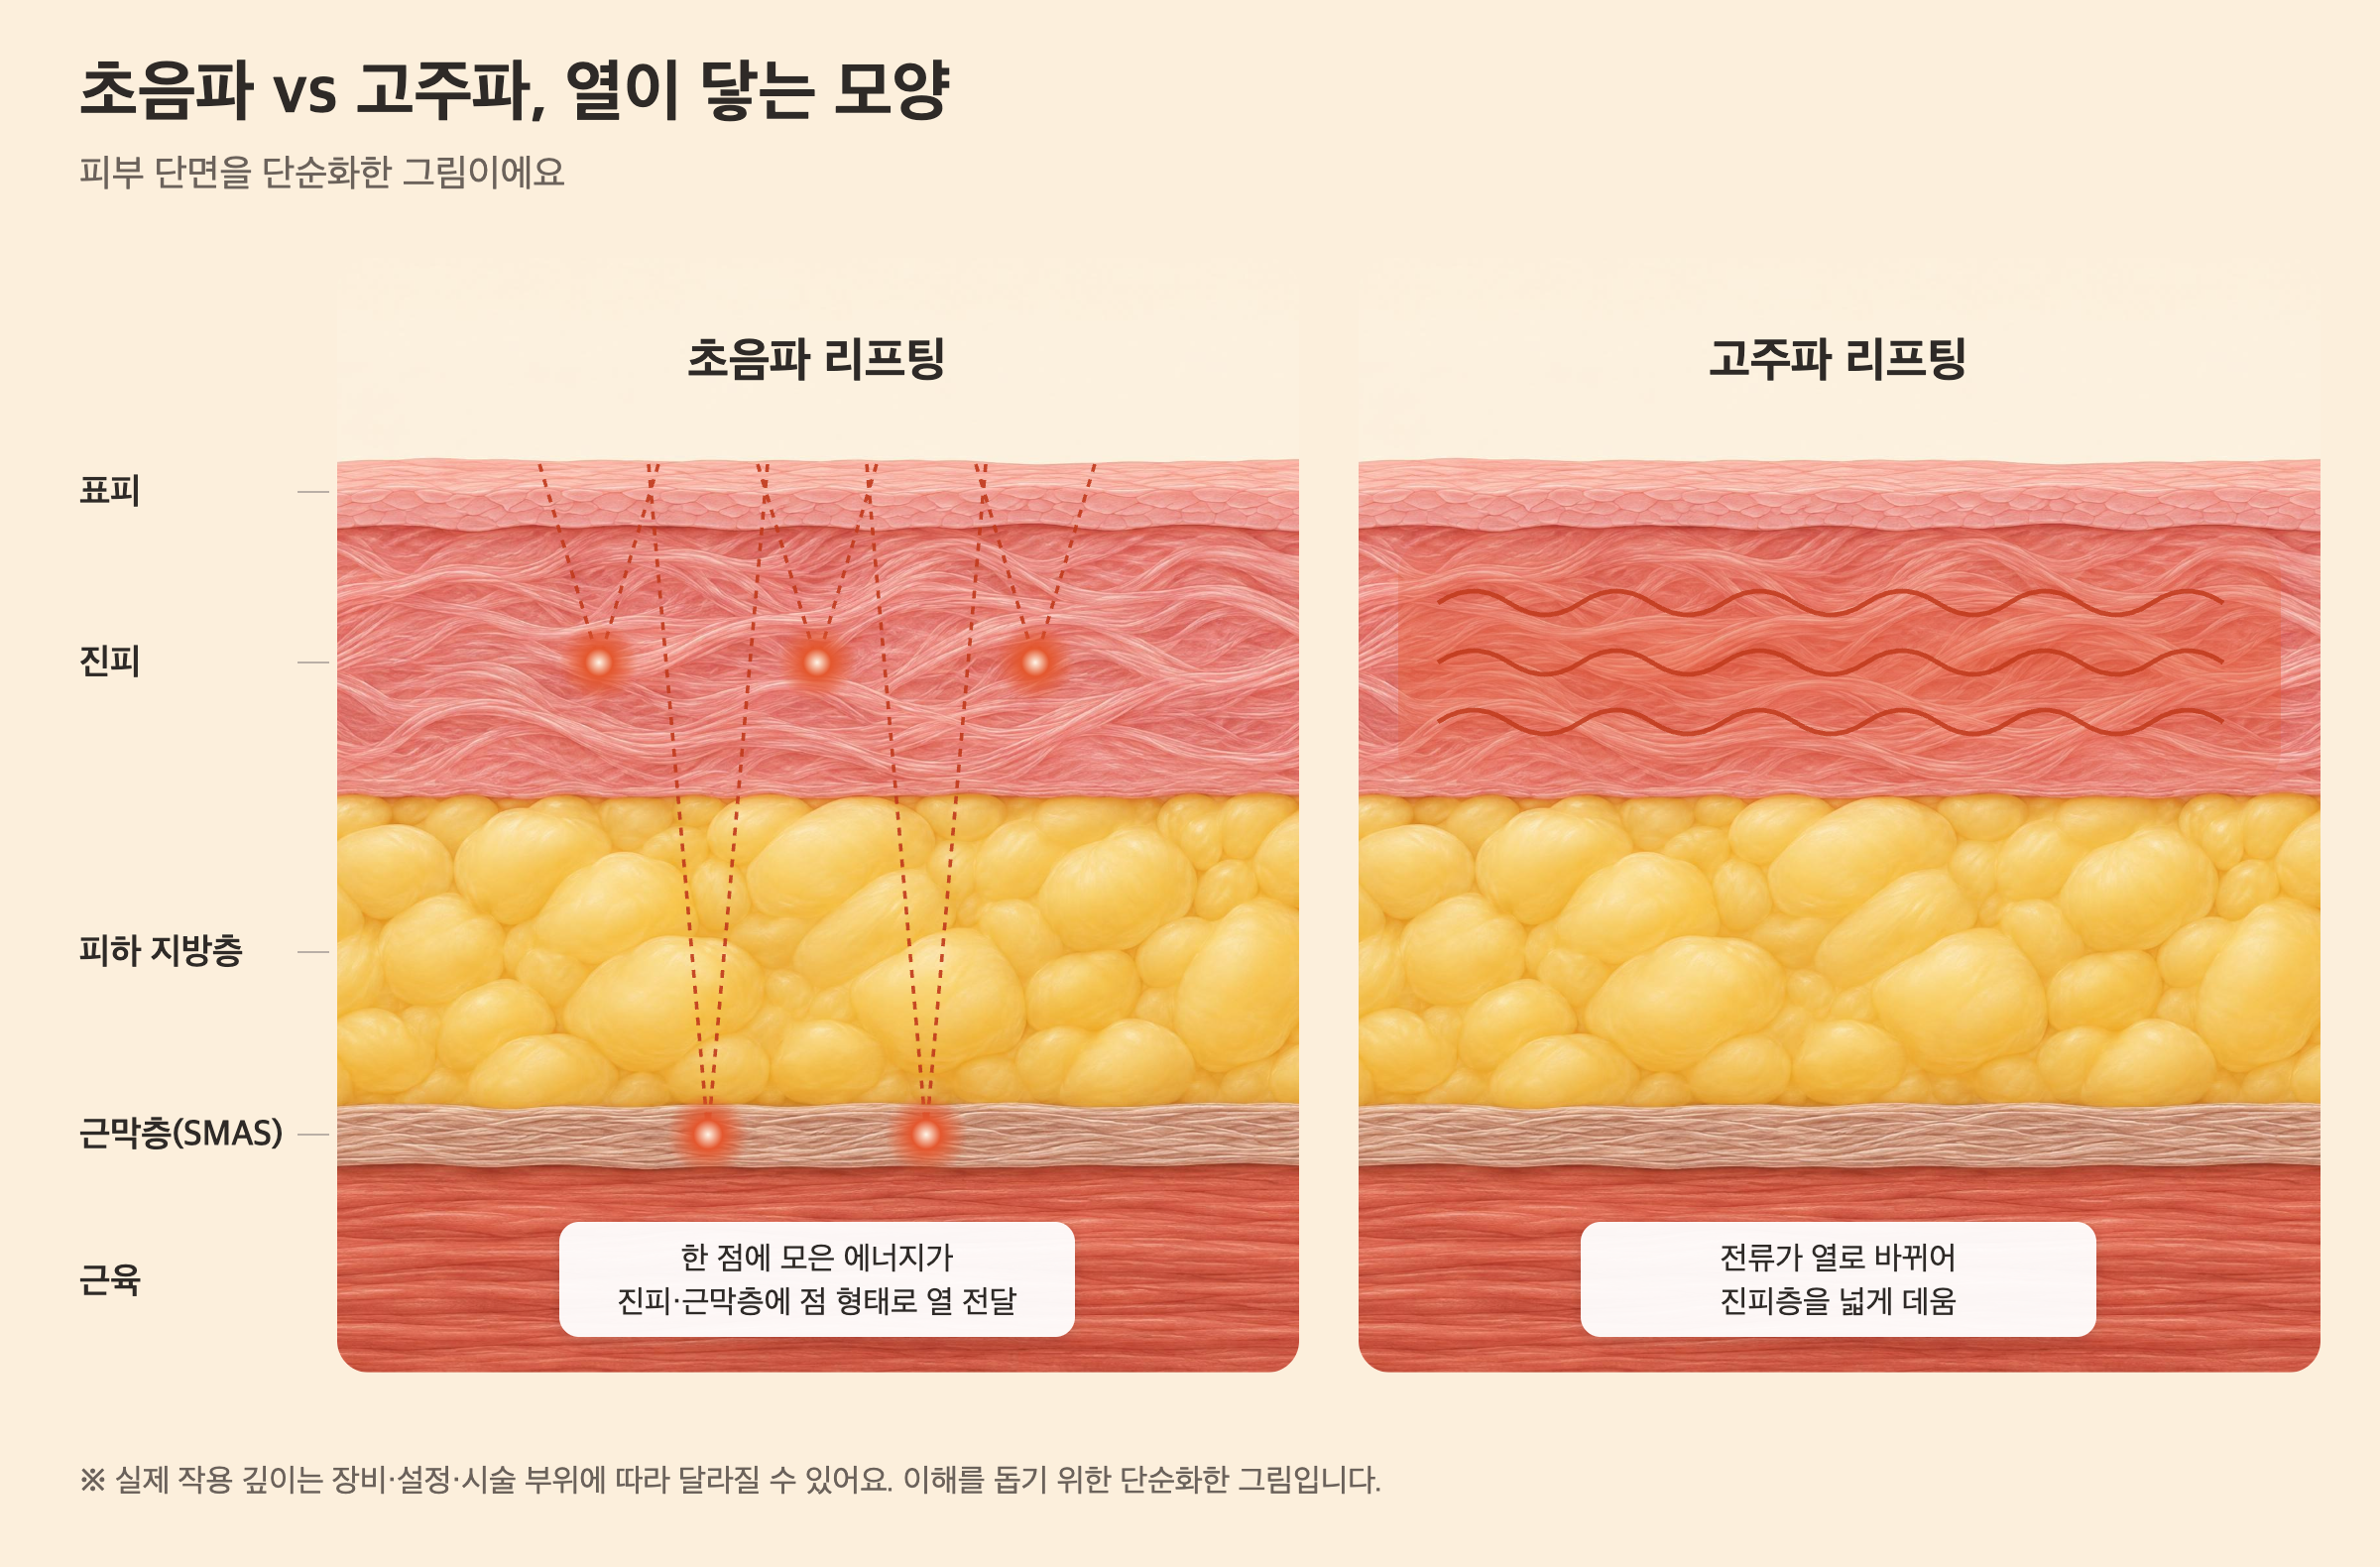 초음파 vs 고주파, 열이 닿는 모양
피부 단면을 단순화한 그림이에요
초음파 리프팅
고주파 리프팅
표피
진피
피하 지방층
근막층(SMAS)
근육
한 점에 모은 에너지가
진피·근막층에 점 형태로 열 전달
전류가 열로 바뀌어
진피층을 넓게 데움
※ 실제 작용 깊이는 장비·설정·시술 부위에 따라 달라질 수 있어요. 이해를 돕기 위한 단순화한 그림입니다.